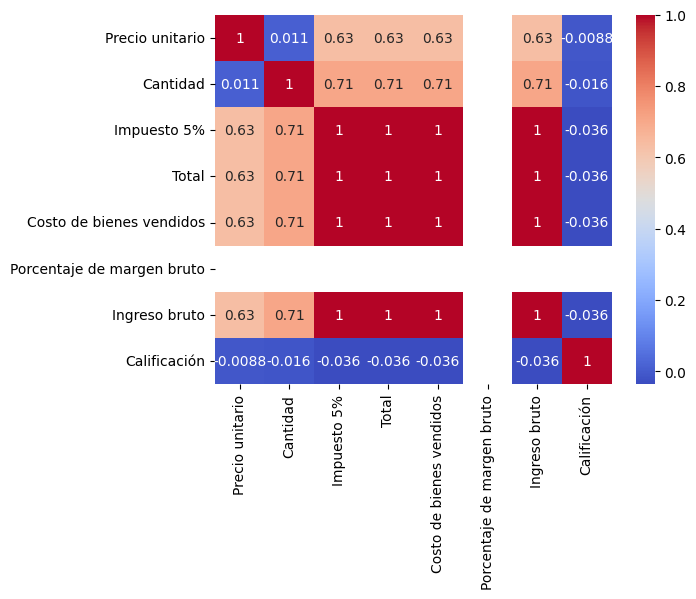 Precio unitario 1 0.011 0.63 0.63 0.63 0.63 -0.0088 1.0
Cantidad 0.011 1 0.71 0.71 0.71 0.71 -0.016
0.8
Impuesto 5% 0.63 0.71 1 1 1 1 -0.036
Total 0.63 0.71 1 1 1 1 -0.036
0.6
Costo de bienes vendidos 0.63 0.71 1 1 1 1 -0.036
0.4
Porcentaje de margen bruto
Ingreso bruto 0.63 0.71 1 1 1 1 -0.036
0.2
Calificación -0.0088 -0.016 -0.036 -0.036 -0.036 -0.036 1
0.0
Precio unitario
Cantidad
Impuesto 5%
Total
Costo de bienes vendidos
Porcentaje de margen bruto
Ingreso bruto
Calificación